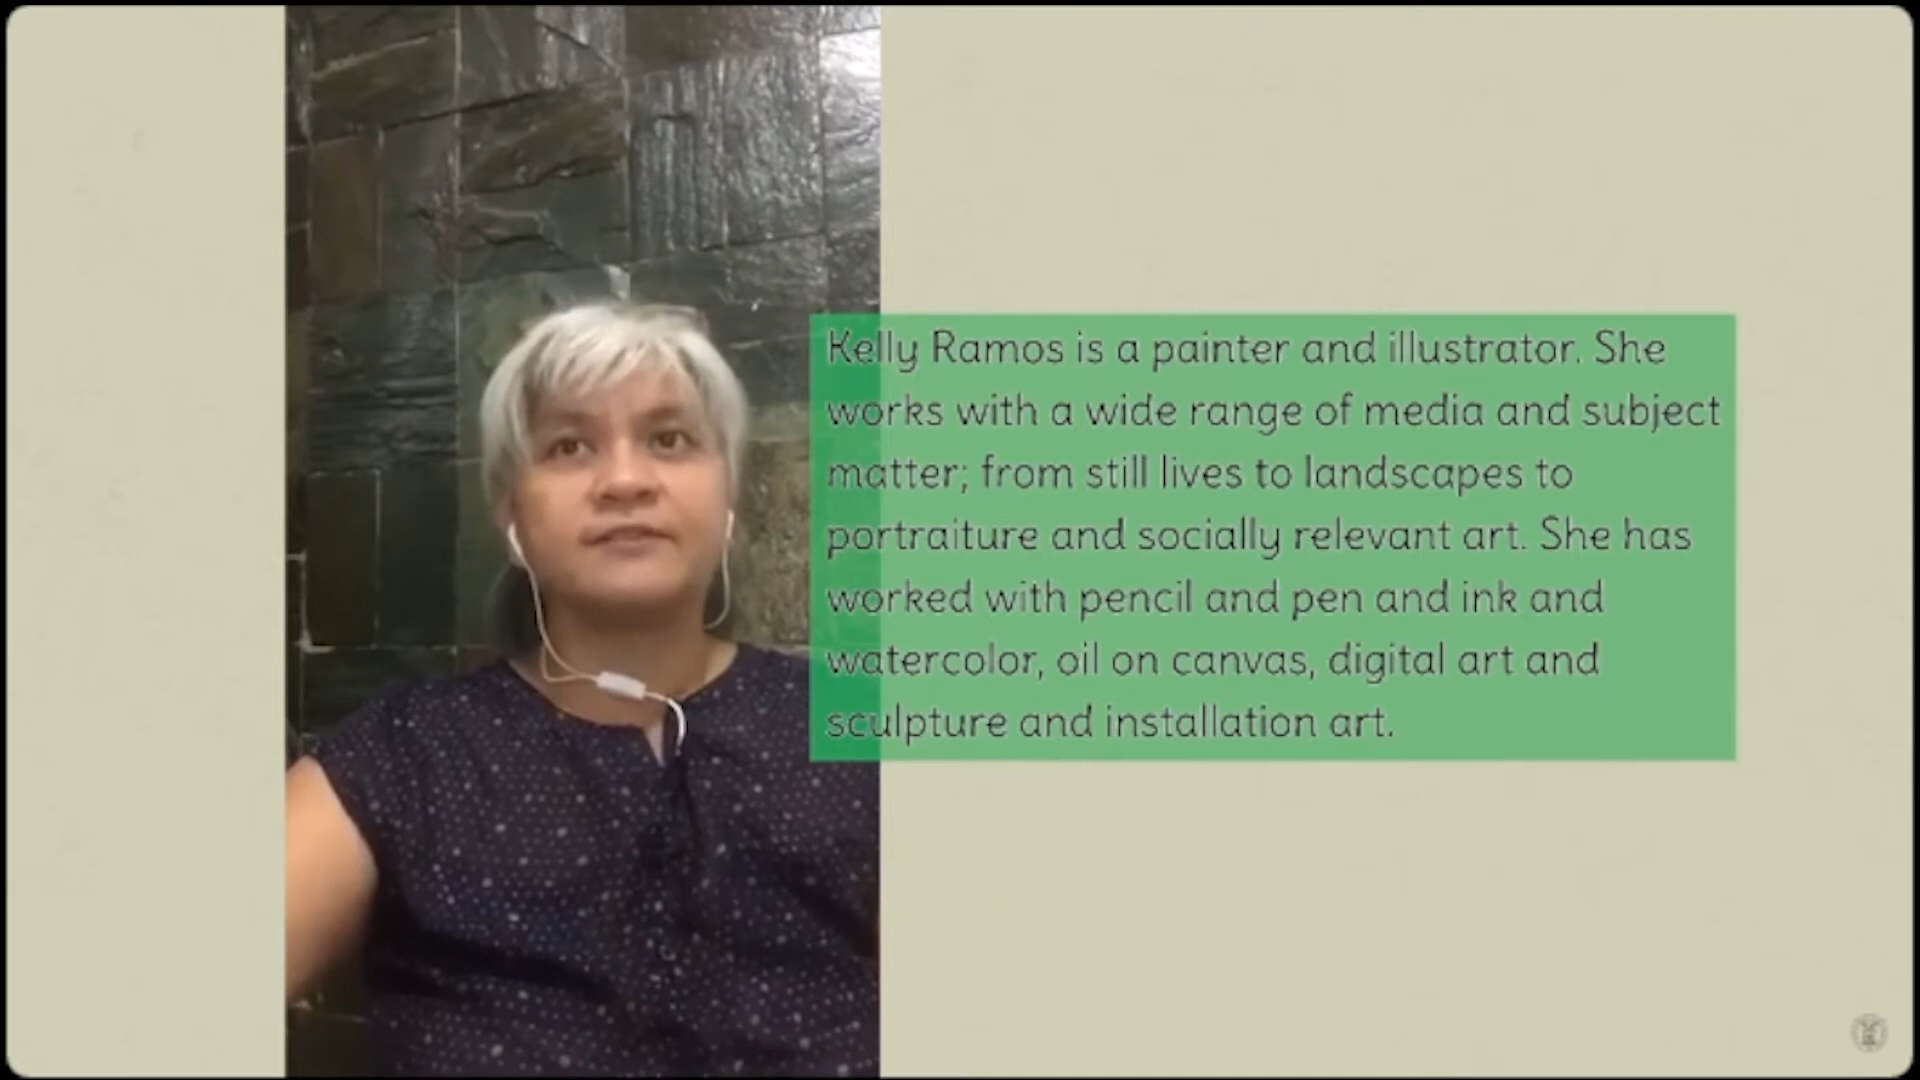 Kelly Ramos is a painter and illustrator. She
works with a wide range of media and subject
matter; from still lives to landscapes to
portraiture and socially relevant art. She has
worked with pencil and pen and ink and
watercolor, oil on canvas, digital art and
sculpture and installation art.